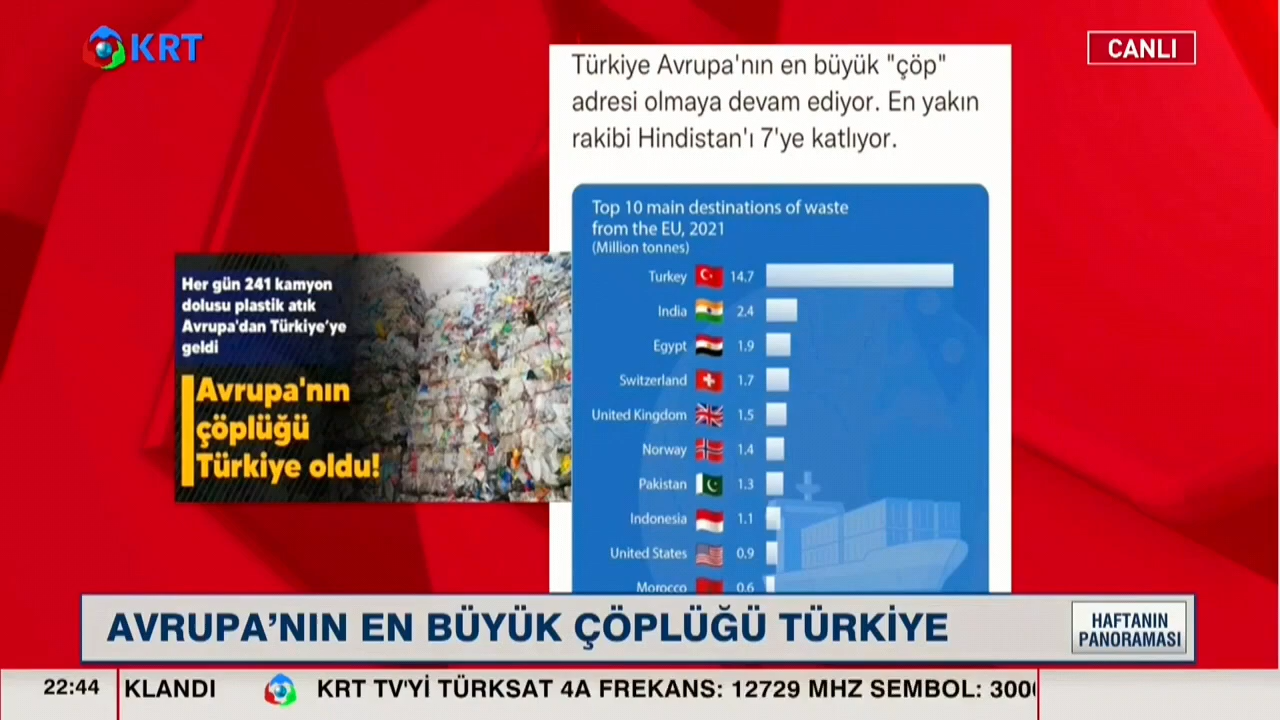 KRT
CANLI
Türkiye Avrupa'nın en büyük "çöp"
adresi olmaya devam ediyor. En yakın
rakibi Hindistan'ı 7'ye katlıyor.
Top 10 main destinations of waste
from the EU, 2021
(Million tonnes)
Turkey 14.7
India 2.4
Egypt 1.9
Switzerland 1.7
United Kingdom 1.5
Norway 1.4
Pakistan 1.3
Indonesia 1.1
United States 0.9
Morocco 0.6
Her gün 241 kamyon
dolusu plastik atık
Avrupa'dan Türkiye'ye
geldi
Avrupa'nın
çöplüğü
Türkiye oldu!
AVRUPA'NIN EN BÜYÜK ÇÖPLÜĞÜ TÜRKİYE
HAFTANIN
PANORAMASI
22:44 KLANDI KRT TV'Yİ TÜRKSAT 4A FREKANS: 12729 MHZ SEMBOL: 3000